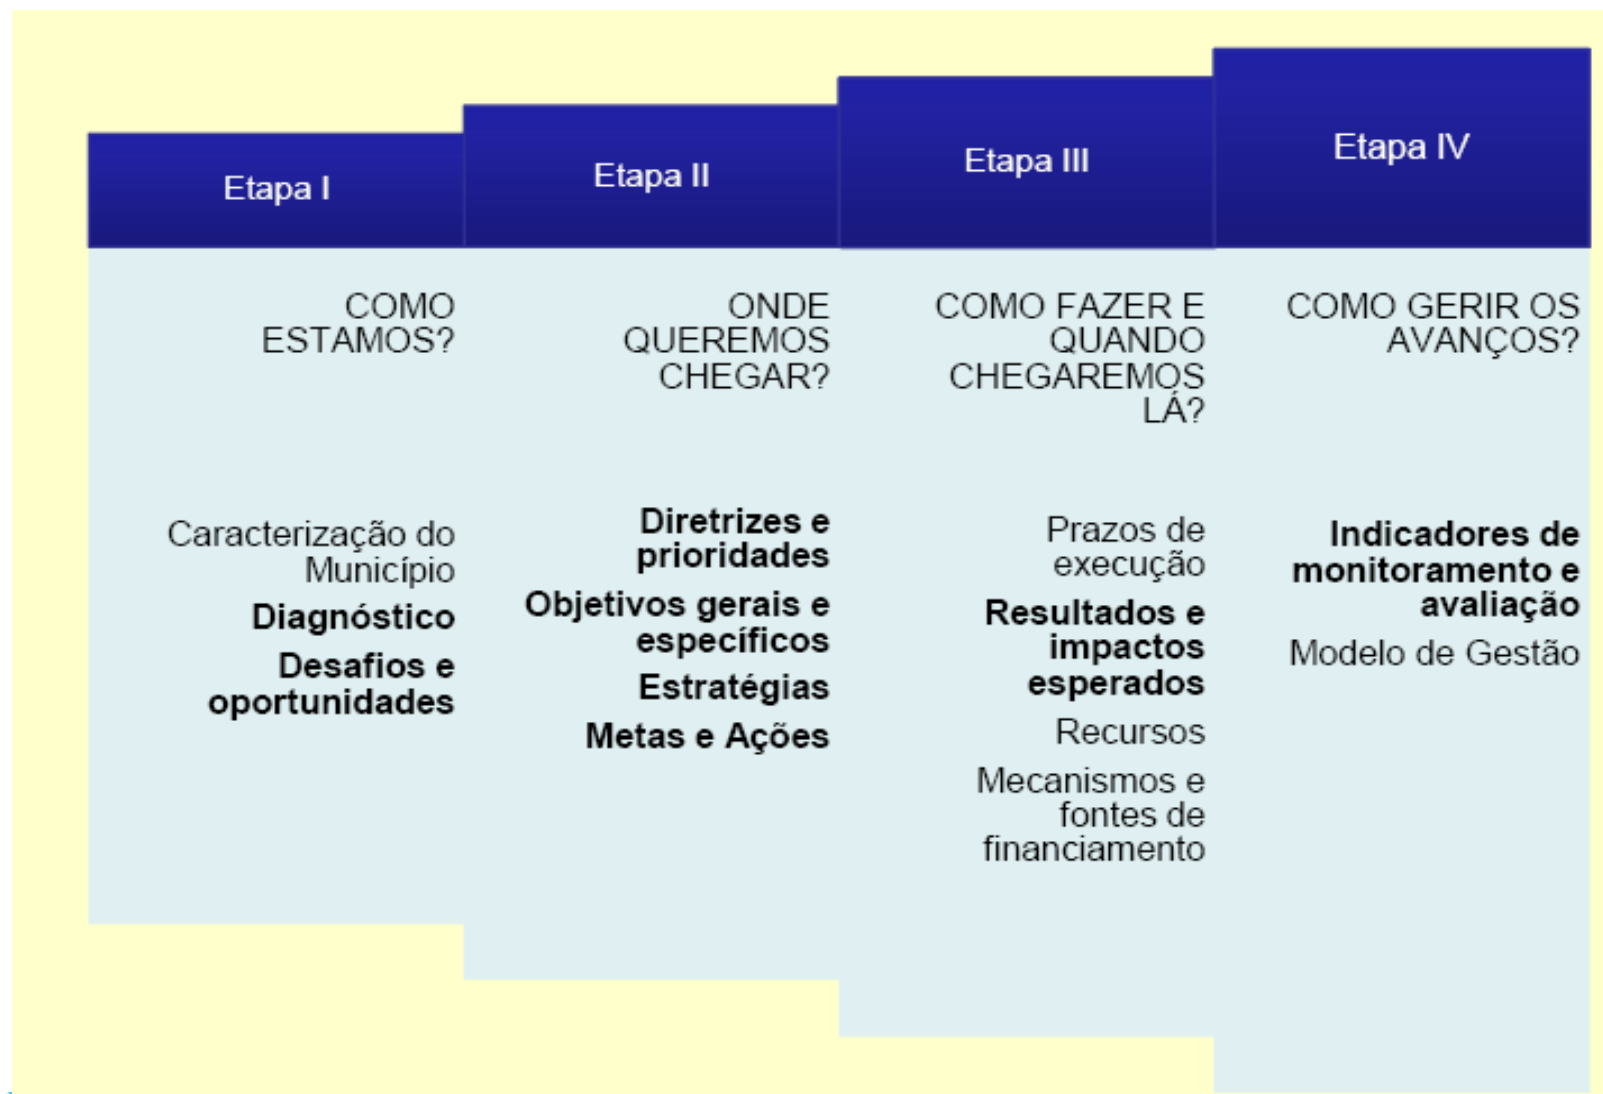 Etapa I
COMO
ESTAMOS?
Caracterização do
Município
Diagnóstico
Desafios e
oportunidades
Etapa II
ONDE
QUEREMOS
CHEGAR?
Diretrizes e
prioridades
Objetivos gerais e
específicos
Estratégias
Metas e Ações
Etapa III
COMO FAZER E
QUANDO
CHEGAREMOS
LÁ?
Prazos de
execução
Resultados e
impactos
esperados
Recursos
Mecanismos e
fontes de
financiamento
Etapa IV
COMO GERIR OS
AVANÇOS?
Indicadores de
monitoramento e
avaliação
Modelo de Gestão